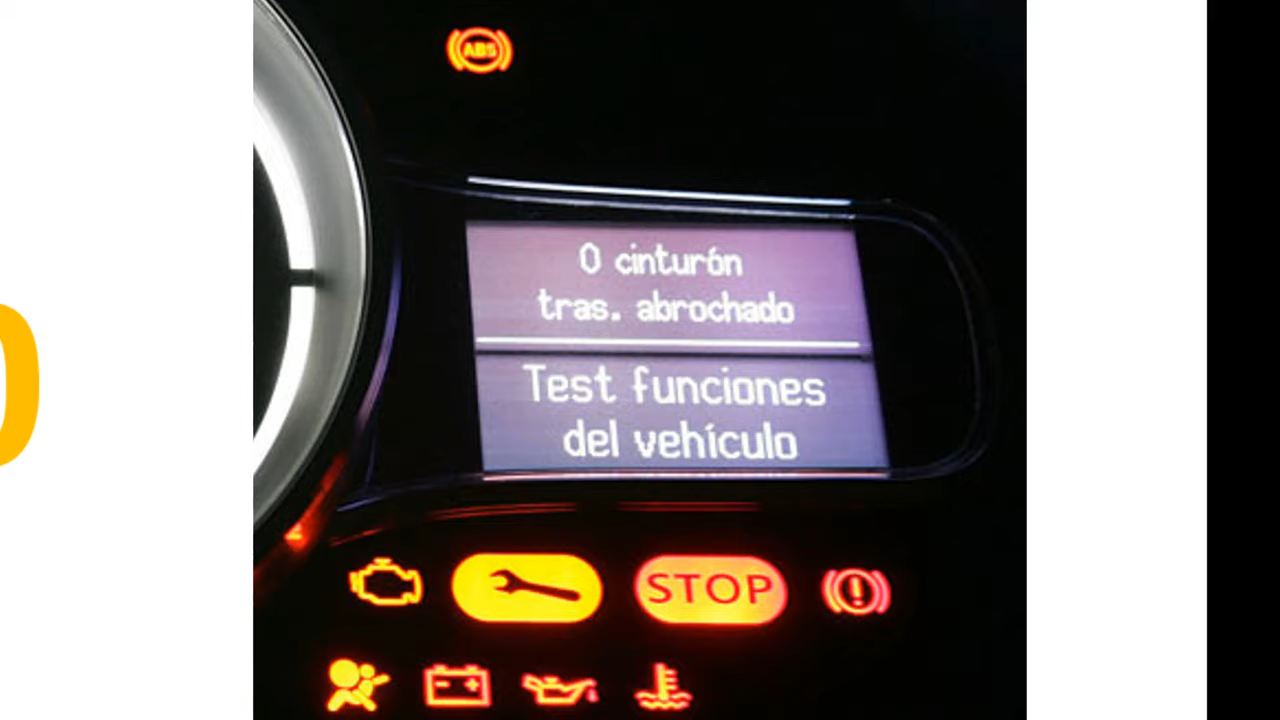 ABS
0 cinturón
tras. abrochado
Test funciones
del vehículo
STOP